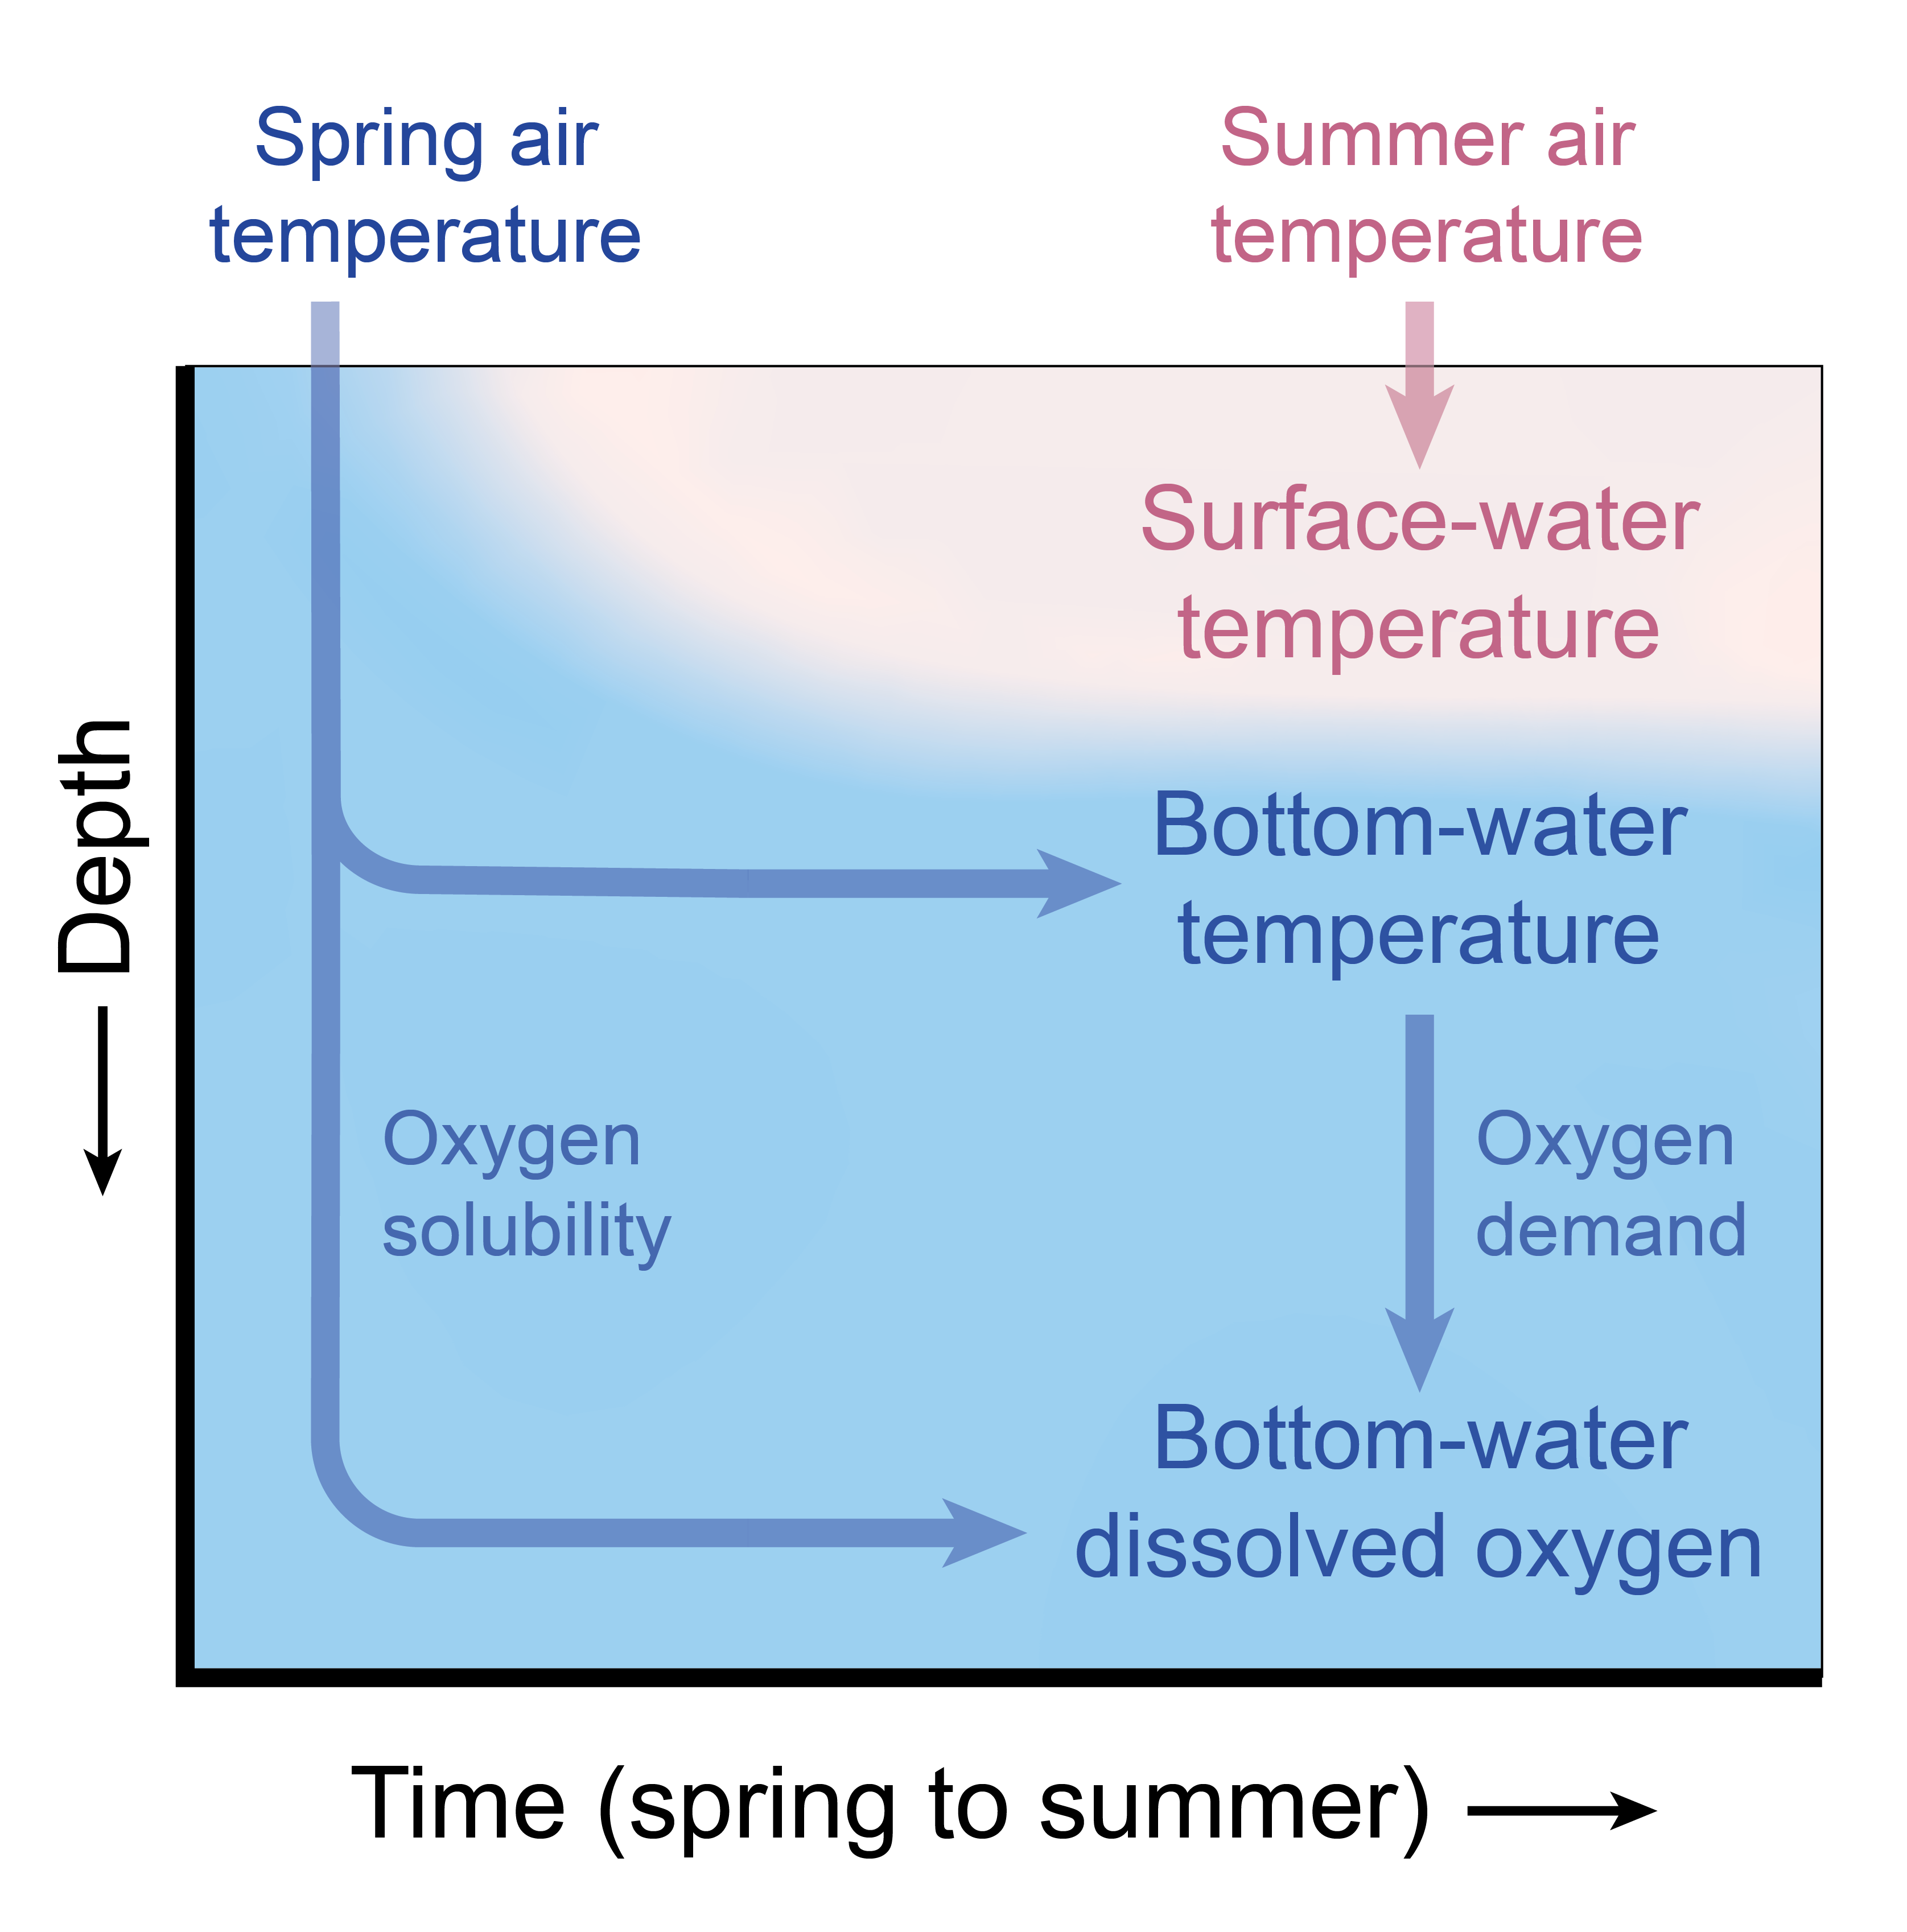 Spring air
temperature
Summer air
temperature
Surface-water
temperature
Bottom-water
temperature
Oxygen
solubility
Oxygen
demand
Bottom-water
dissolved oxygen
Depth
Time (spring to summer)